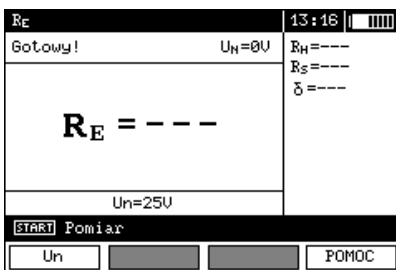 RE 13:16
Gotowy! UN=0V
RH=---
RS=---
δ=---
RE = ---
Un=25V
START Pomiar
Un POMOC